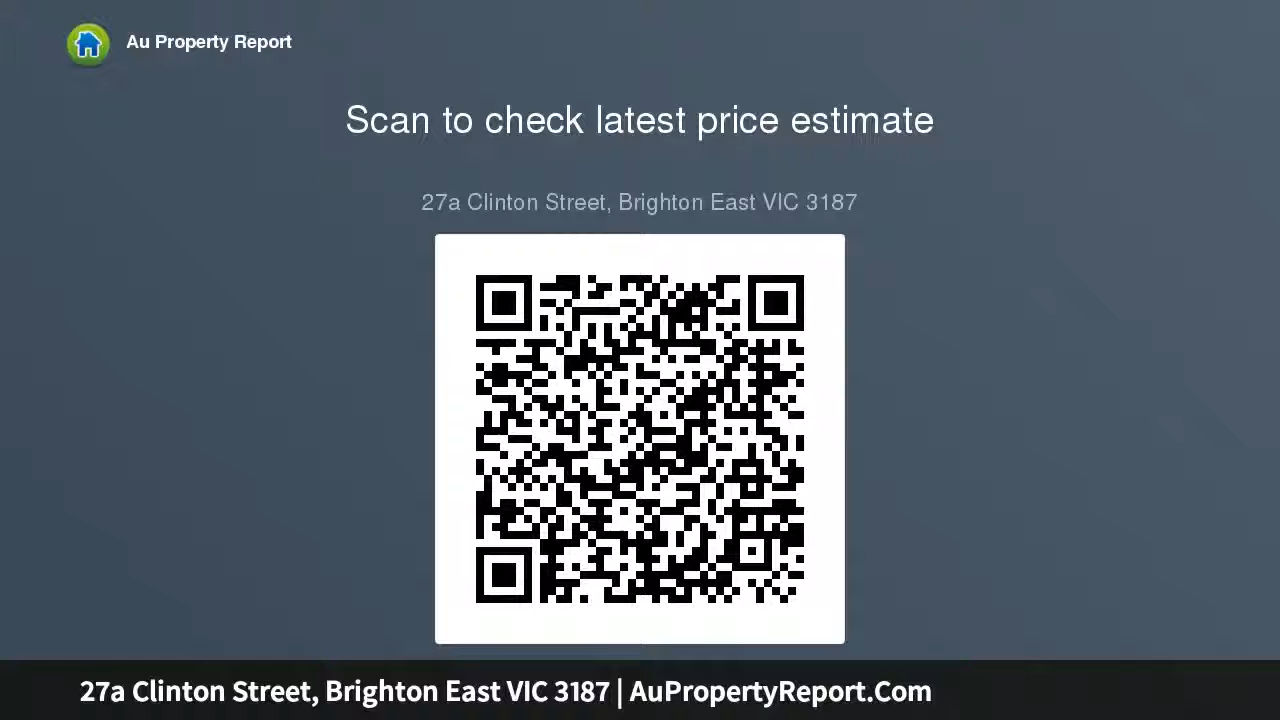 Au Property Report
Scan to check latest price estimate
27a Clinton Street, Brighton East VIC 3187
27a Clinton Street, Brighton East VIC 3187 | AuPropertyReport.Com